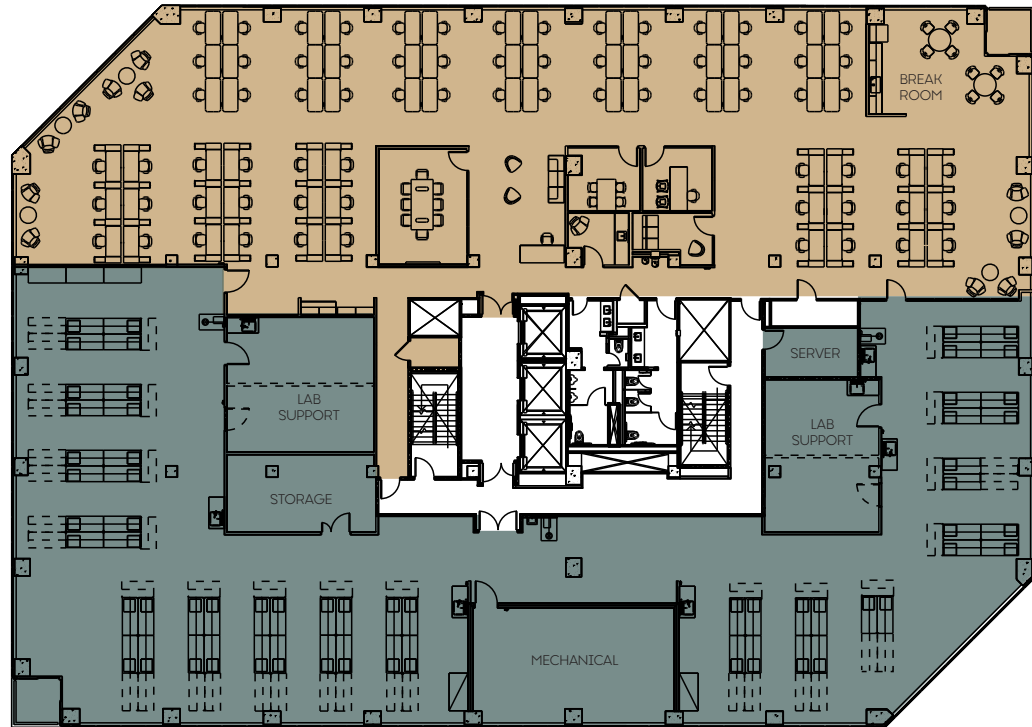 BREAK
ROOM
SERVER
LAB
SUPPORT
LAB
SUPPORT
STORAGE
MECHANICAL